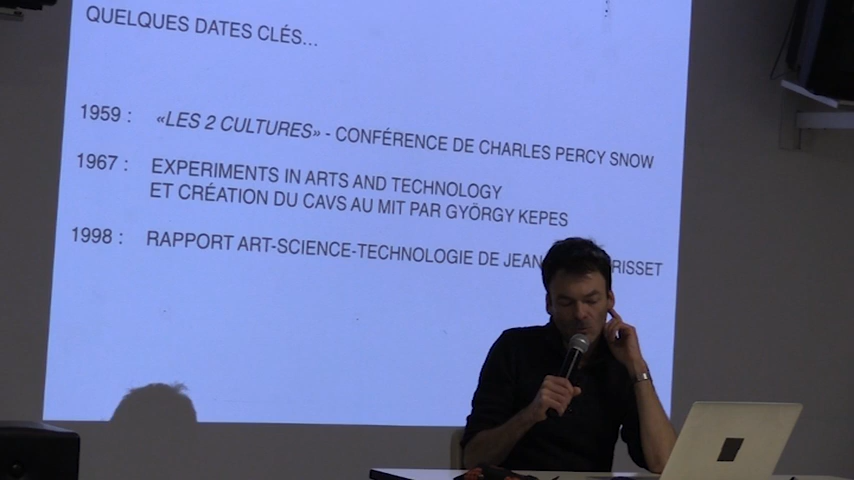 QUELQUES DATES CLÉS...
1959 : «LES 2 CULTURES» - CONFÉRENCE DE CHARLES PERCY SNOW
1967 : EXPERIMENTS IN ARTS AND TECHNOLOGY
ET CRÉATION DU CAVS AU MIT PAR GYÖRGY KEPES
1998 : RAPPORT ART-SCIENCE-TECHNOLOGIE DE JEAN RISSET